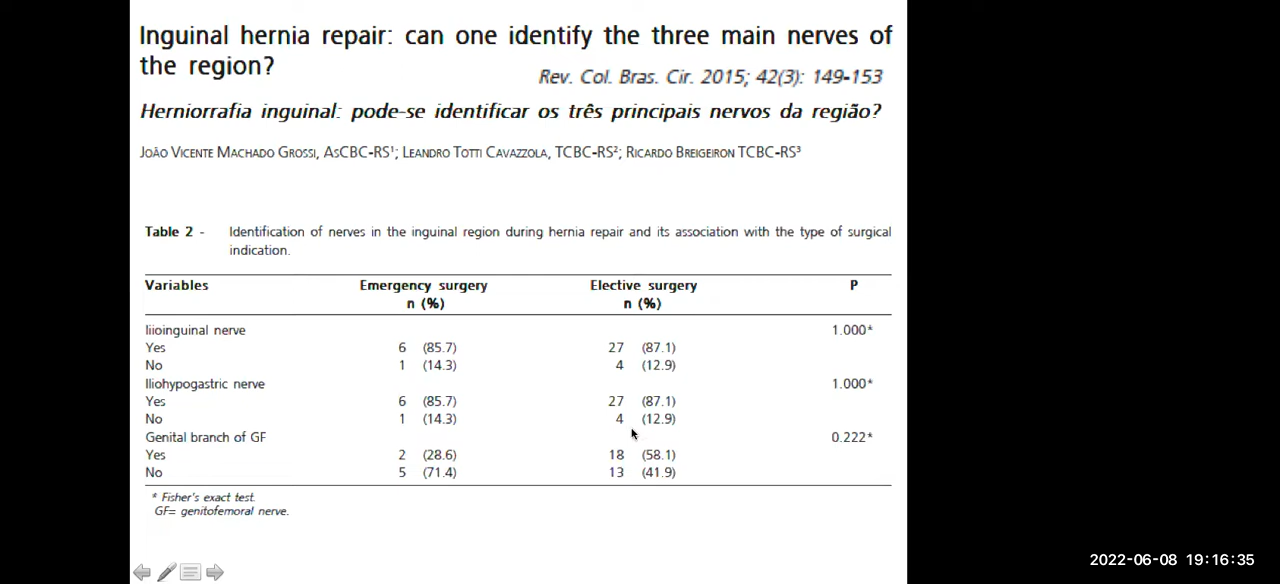 Inguinal hernia repair: can one identify the three main nerves of
the region?
Rev. Col. Bras. Cir. 2015; 42(3): 149-153
Herniorrafia inguinal: pode-se identificar os três principais nervos da região?
João Vicente Machado Grossi, AsCBC-RS¹; Leandro Totti Cavazzola, TCBC-RS²; Ricardo Breigeiron TCBC-RS³
Table 2 - Identification of nerves in the inguinal region during hernia repair and its association with the type of surgical
indication.
Variables Emergency surgery Elective surgery P
n (%) n (%)
Iiioinguinal nerve 1.000*
Yes 6 (85.7) 27 (87.1)
No 1 (14.3) 4 (12.9)
Iliohypogastric nerve 1.000*
Yes 6 (85.7) 27 (87.1)
No 1 (14.3) 4 (12.9)
Genital branch of GF 0.222*
Yes 2 (28.6) 18 (58.1)
No 5 (71.4) 13 (41.9)
* Fisher's exact test.
GF= genitofemoral nerve.
2022-06-08 19:16:35